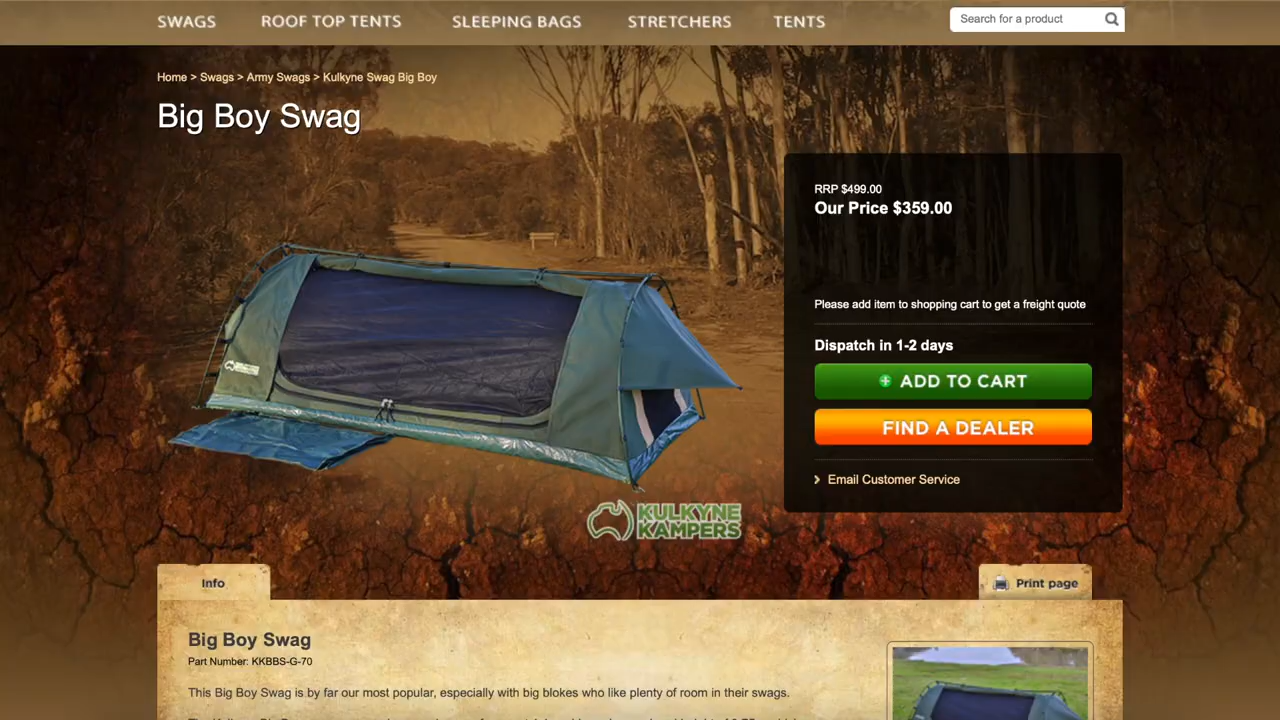 SWAGS
ROOF TOP TENTS
SLEEPING BAGS
STRETCHERS
TENTS
Search for a product
Home > Swags > Army Swags > Kulkyne Swag Big Boy
Big Boy Swag
RRP $499.00
Our Price $359.00
Please add item to shopping cart to get a freight quote
Dispatch in 1-2 days
ADD TO CART
FIND A DEALER
Email Customer Service
KULKYNE
KAMPERS
Info
Print page
Big Boy Swag
Part Number: KKBBS-G-70
This Big Boy Swag is by far our most popular, especially with big blokes who like plenty of room in their swags.